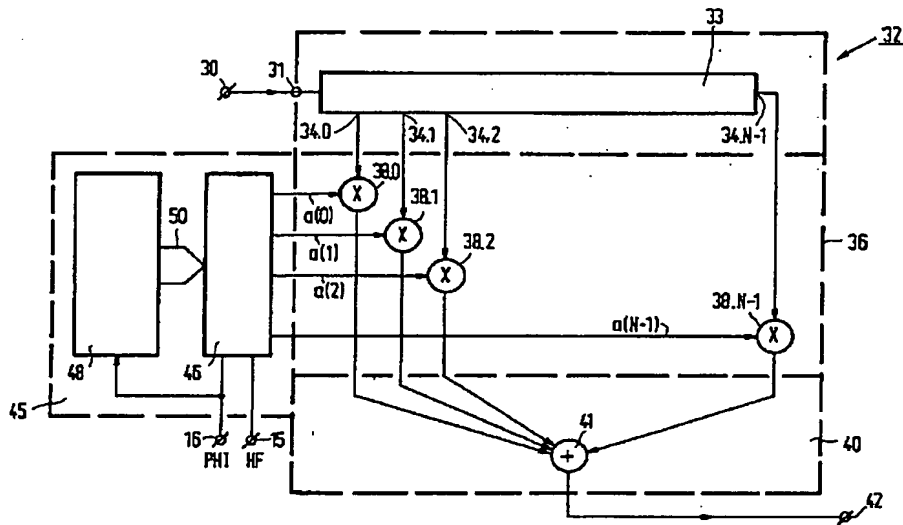 32
33
30
31
34.0
34.1
34.2
34.N-1
38.0
a(0)
38.1
50
a(1)
X
36
38.2
a(2)
X
X
38.N-1
a(N-1)
X
48
46
45
41
16
15
+
40
PHI
HF
42